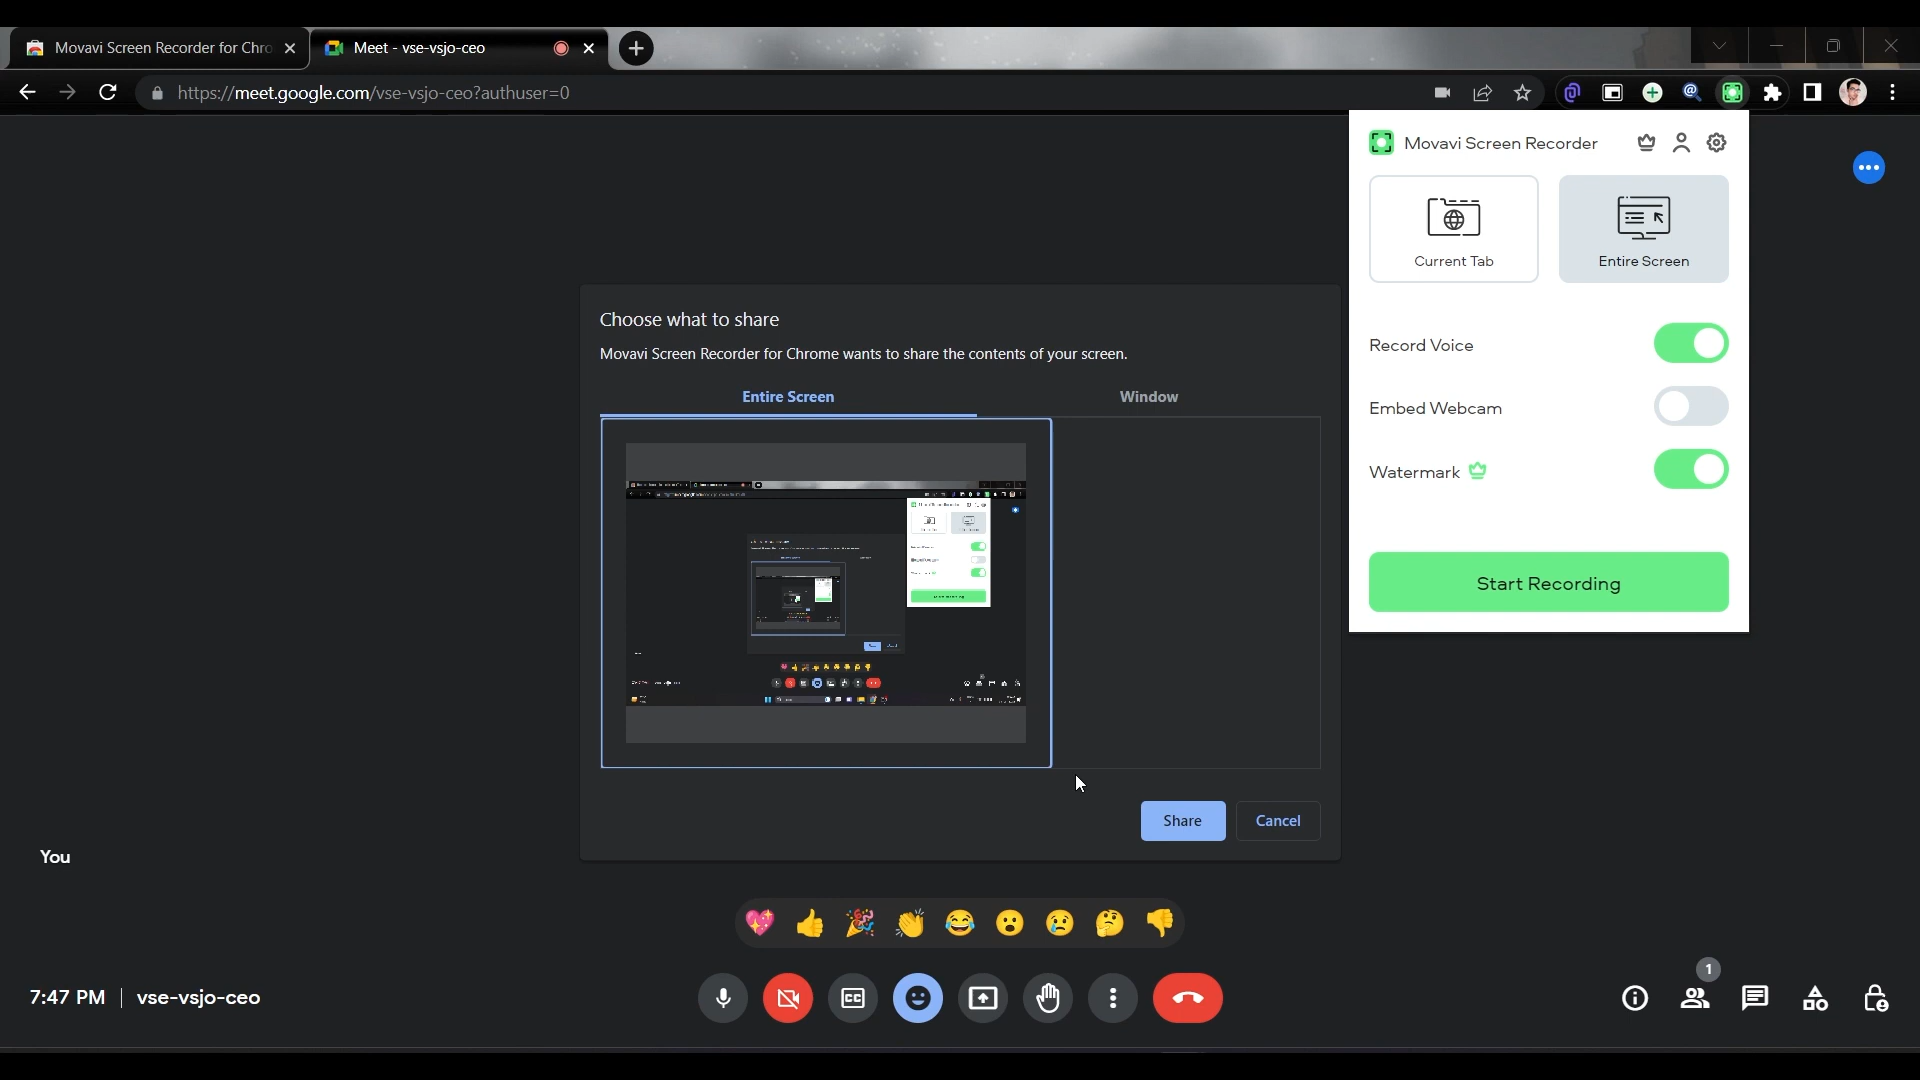 Movavi Screen Recorder for Chro
Meet - vse-vsjo-ceo
https://meet.google.com/vse-vsjo-ceo?authuser=0
Movavi Screen Recorder
Current Tab
Entire Screen
Record Voice
Embed Webcam
Watermark
Start Recording
Choose what to share
Movavi Screen Recorder for Chrome wants to share the contents of your screen.
Entire Screen
Window
Share
Cancel
You
7:47 PM
vse-vsjo-ceo
CC
1